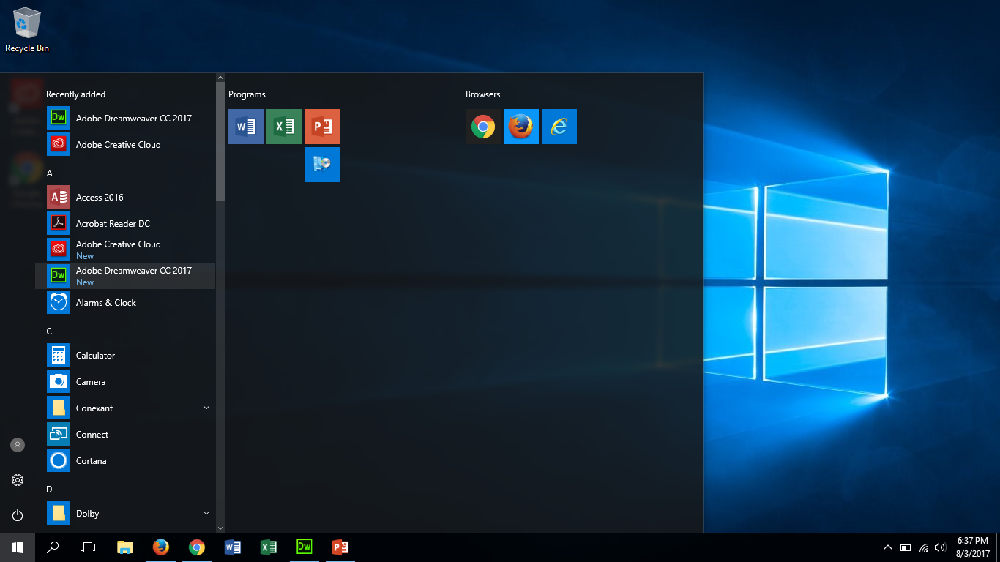 Recycle Bin
Recently added
Adobe Dreamweaver CC 2017
Adobe Creative Cloud
A
Access 2016
Acrobat Reader DC
Adobe Creative Cloud
New
Adobe Dreamweaver CC 2017
New
Alarms & Clock
C
Calculator
Camera
Conexant
Connect
Cortana
D
Dolby
Programs
Browsers
6:37 PM
8/3/2017